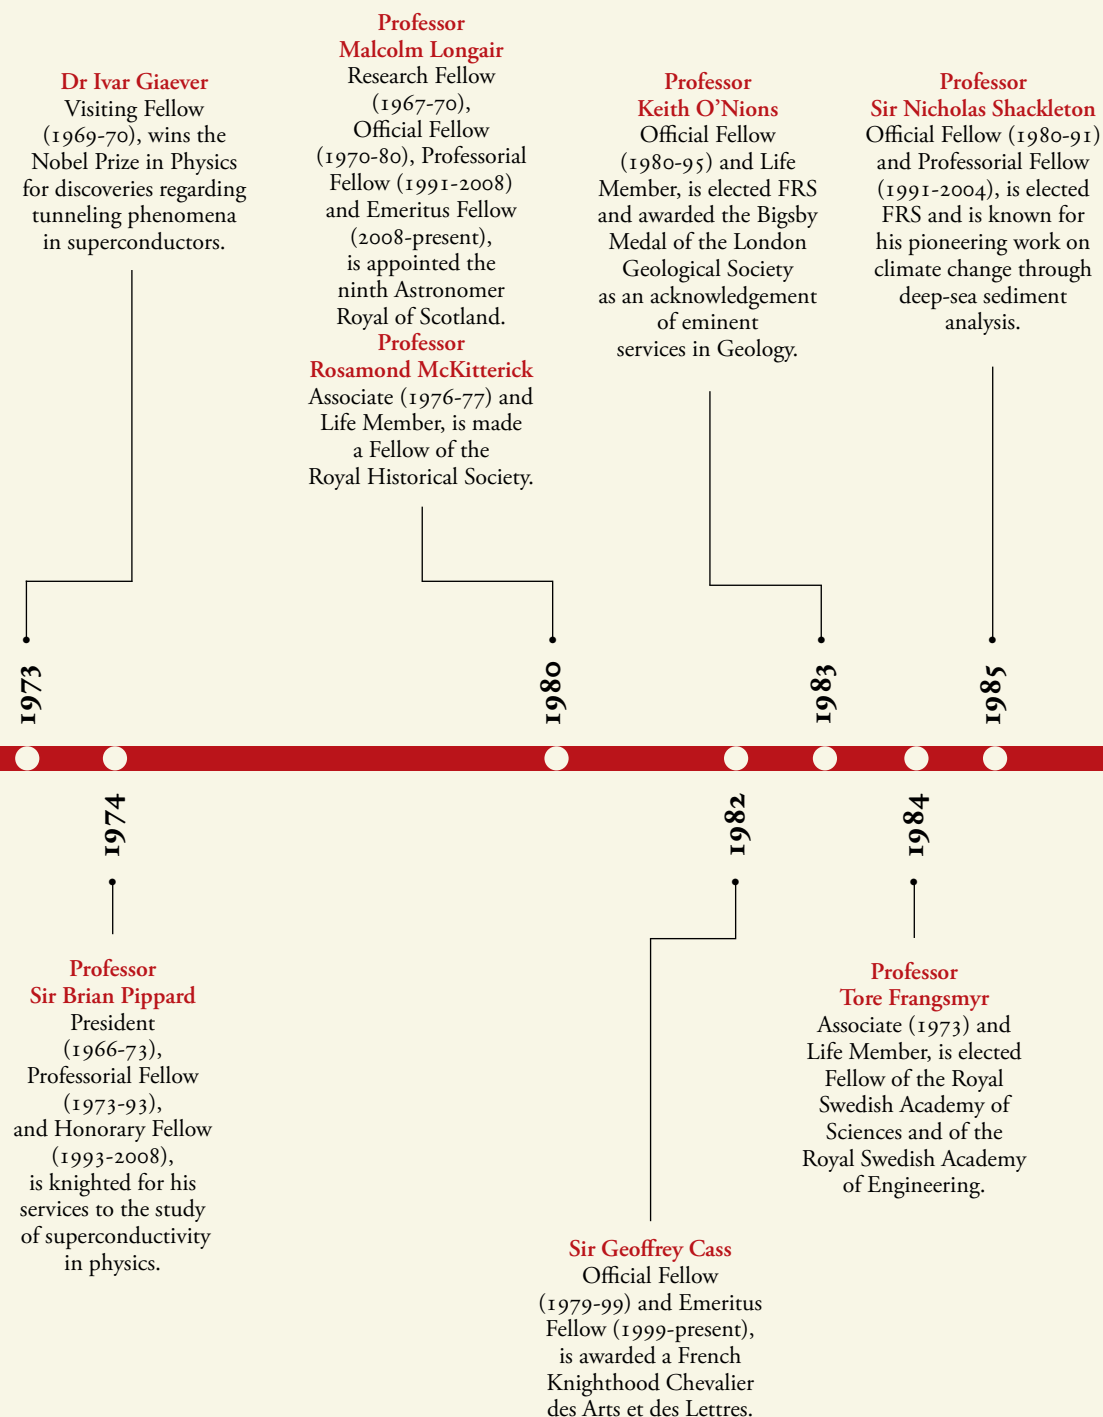 Dr Ivar Giaever
Visiting Fellow
(1969-70), wins the
Nobel Prize in Physics
for discoveries regarding
tunneling phenomena
in superconductors.
Professor
Malcolm Longair
Research Fellow
(1967-70),
Official Fellow
(1970-80), Professorial
Fellow (1991-2008)
and Emeritus Fellow
(2008-present),
is appointed the
ninth Astronomer
Royal of Scotland.
Professor
Rosamond McKitterick
Associate (1976-77) and
Life Member, is made
a Fellow of the
Royal Historical Society.
Professor
Keith O’Nions
Official Fellow
(1980-95) and Life
Member, is elected FRS
and awarded the Bigsby
Medal of the London
Geological Society
as an acknowledgement
of eminent
services in Geology.
Professor
Sir Nicholas Shackleton
Official Fellow (1980-91)
and Professorial Fellow
(1991-2004), is elected
FRS and is known for
his pioneering work on
climate change through
deep-sea sediment
analysis.
1973
1980
1983
1985
1974
1982
1984
Professor
Sir Brian Pippard
President
(1966-73),
Professorial Fellow
(1973-93),
and Honorary Fellow
(1993-2008),
is knighted for his
services to the study
of superconductivity
in physics.
Sir Geoffrey Cass
Official Fellow
(1979-99) and Emeritus
Fellow (1999-present),
is awarded a French
Knighthood Chevalier
des Arts et des Lettres.
Professor
Tore Frangsmyr
Associate (1973) and
Life Member, is elected
Fellow of the Royal
Swedish Academy of
Sciences and of the
Royal Swedish Academy
of Engineering.